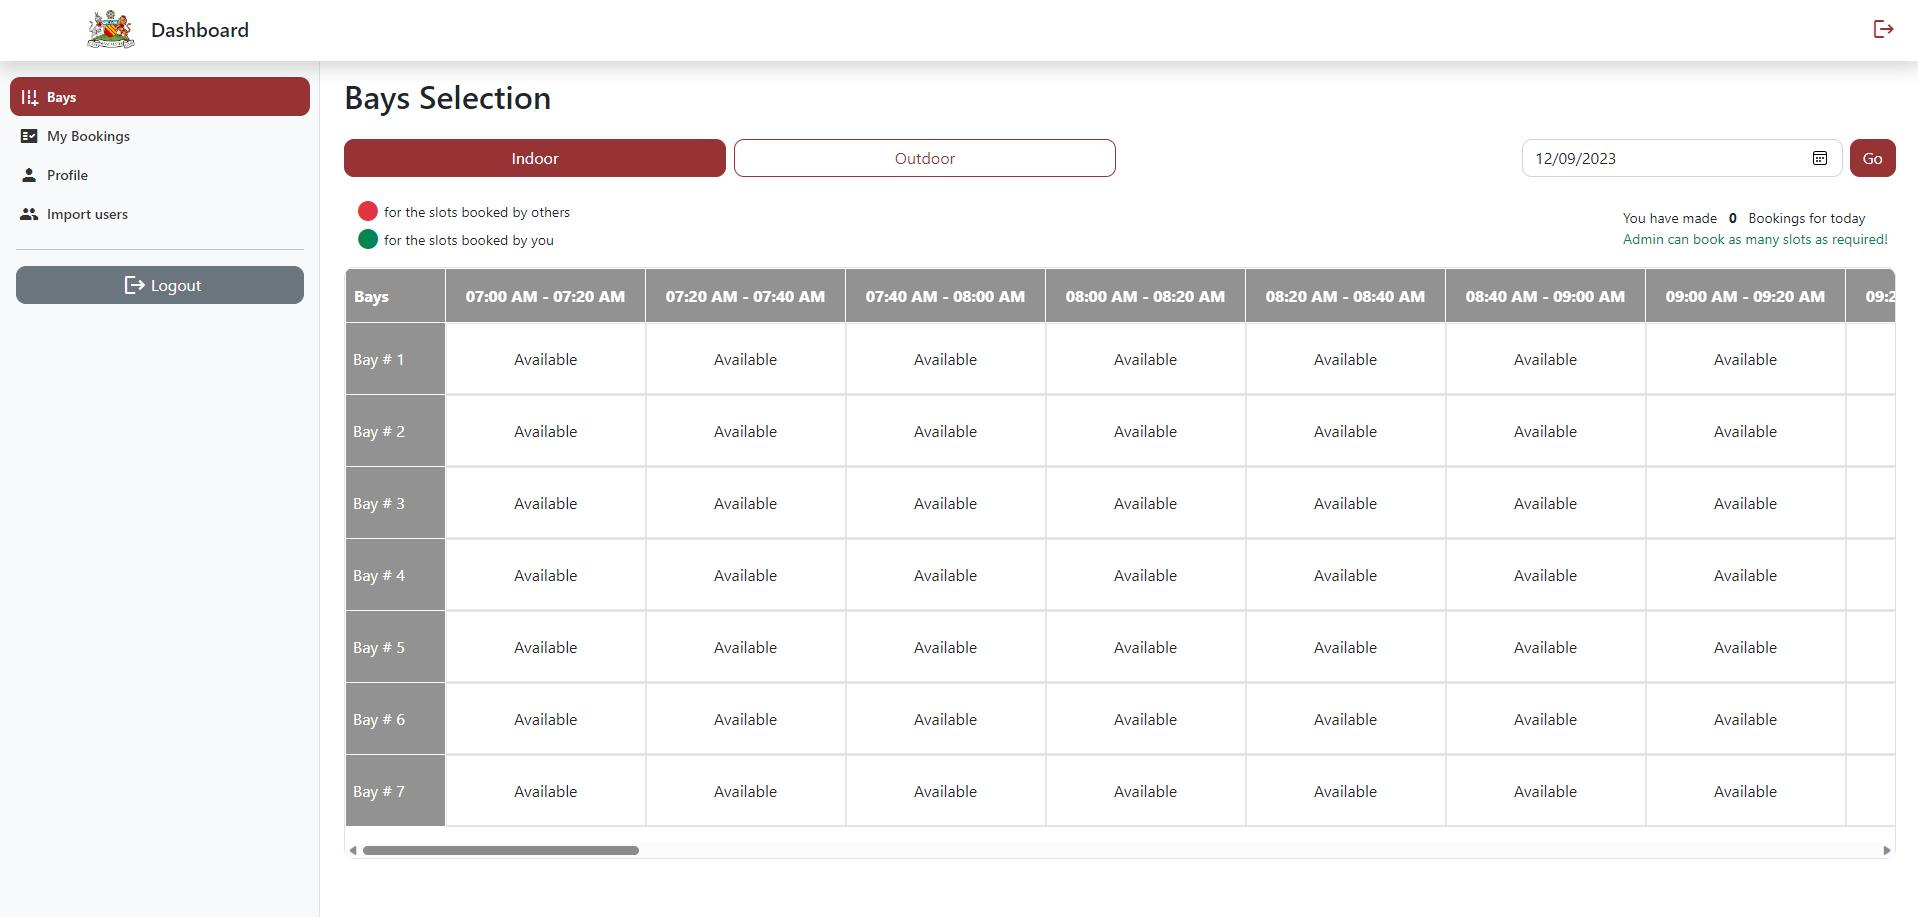 Dashboard
Bays
My Bookings
Profile
Import users
Logout
Bays Selection
Indoor Outdoor 12/09/2023 Go
for the slots booked by others
for the slots booked by you
You have made 0 Bookings for today
Admin can book as many slots as required!
Bays 07:00 AM - 07:20 AM 07:20 AM - 07:40 AM 07:40 AM - 08:00 AM 08:00 AM - 08:20 AM 08:20 AM - 08:40 AM 08:40 AM - 09:00 AM 09:00 AM - 09:20 AM 09:2
Bay # 1 Available Available Available Available Available Available Available
Bay # 2 Available Available Available Available Available Available Available
Bay # 3 Available Available Available Available Available Available Available
Bay # 4 Available Available Available Available Available Available Available
Bay # 5 Available Available Available Available Available Available Available
Bay # 6 Available Available Available Available Available Available Available
Bay # 7 Available Available Available Available Available Available Available